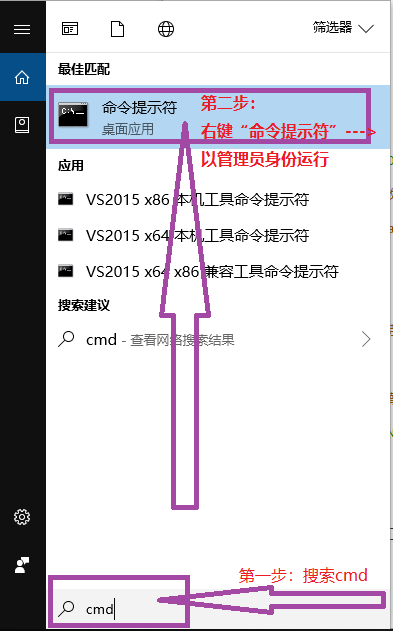 筛选器
最佳匹配
命令提示符
桌面应用
第二步：
右键“命令提示符”--->
以管理员身份运行
应用
VS2015 x86 本机工具命令提示符
VS2015 x64 本机工具命令提示符
VS2015 x64 x86 兼容工具命令提示符
搜索建议
cmd - 查看网络搜索结果
第一步：搜索cmd
cmd